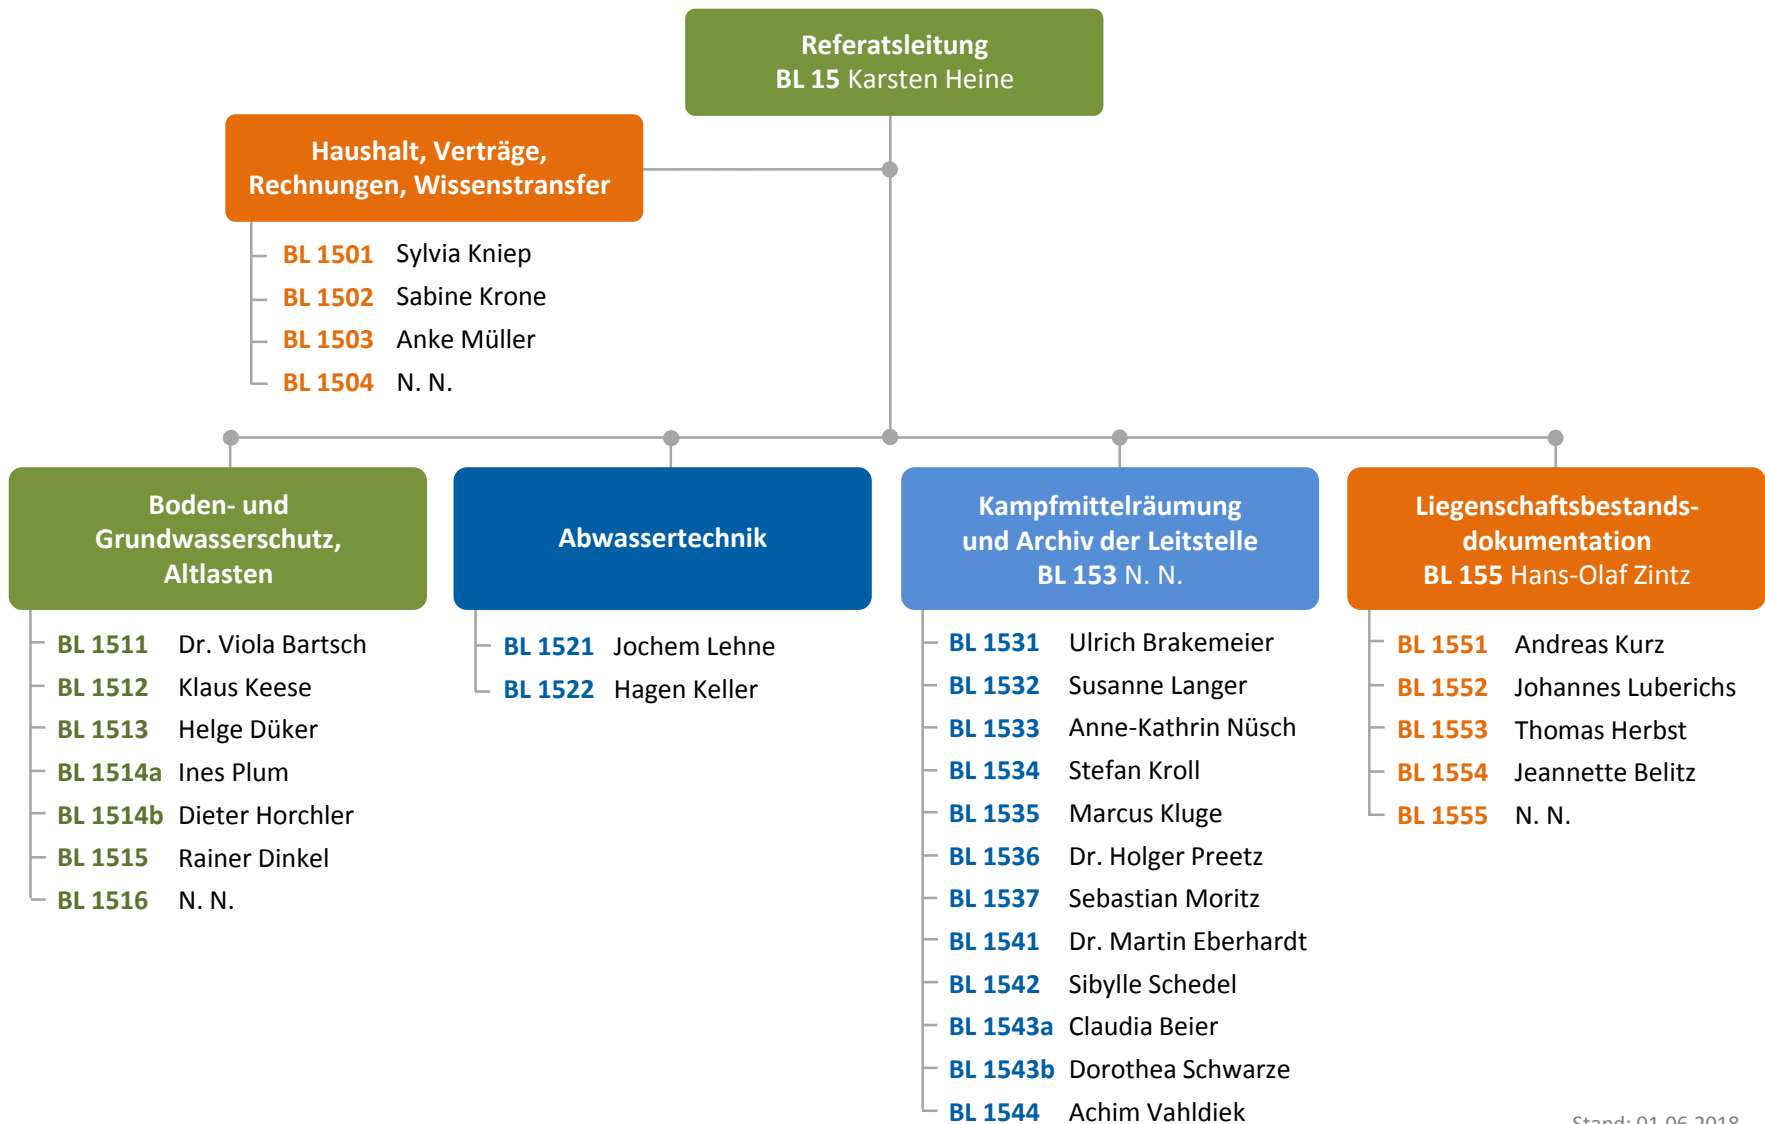 Referatsleitung
BL 15 Karsten Heine
Haushalt, Verträge,
Rechnungen, Wissenstransfer
BL 1501 Sylvia Kniep
BL 1502 Sabine Krone
BL 1503 Anke Müller
BL 1504 N. N.
Boden- und
Grundwasserschutz,
Altlasten
BL 1511 Dr. Viola Bartsch
BL 1512 Klaus Keese
BL 1513 Helge Düker
BL 1514a Ines Plum
BL 1514b Dieter Horchler
BL 1515 Rainer Dinkel
BL 1516 N. N.
Abwassertechnik
BL 1521 Jochem Lehne
BL 1522 Hagen Keller
Kampfmittelräumung
und Archiv der Leitstelle
BL 153 N. N.
BL 1531 Ulrich Brakemeier
BL 1532 Susanne Langer
BL 1533 Anne-Kathrin Nüsch
BL 1534 Stefan Kroll
BL 1535 Marcus Kluge
BL 1536 Dr. Holger Preetz
BL 1537 Sebastian Moritz
BL 1541 Dr. Martin Eberhardt
BL 1542 Sibylle Schedel
BL 1543a Claudia Beier
BL 1543b Dorothea Schwarze
BL 1544 Achim Vahldiek
Liegenschaftsbestands-
dokumentation
BL 155 Hans-Olaf Zintz
BL 1551 Andreas Kurz
BL 1552 Johannes Luberichs
BL 1553 Thomas Herbst
BL 1554 Jeannette Belitz
BL 1555 N. N.
Stand: 01.06.2018